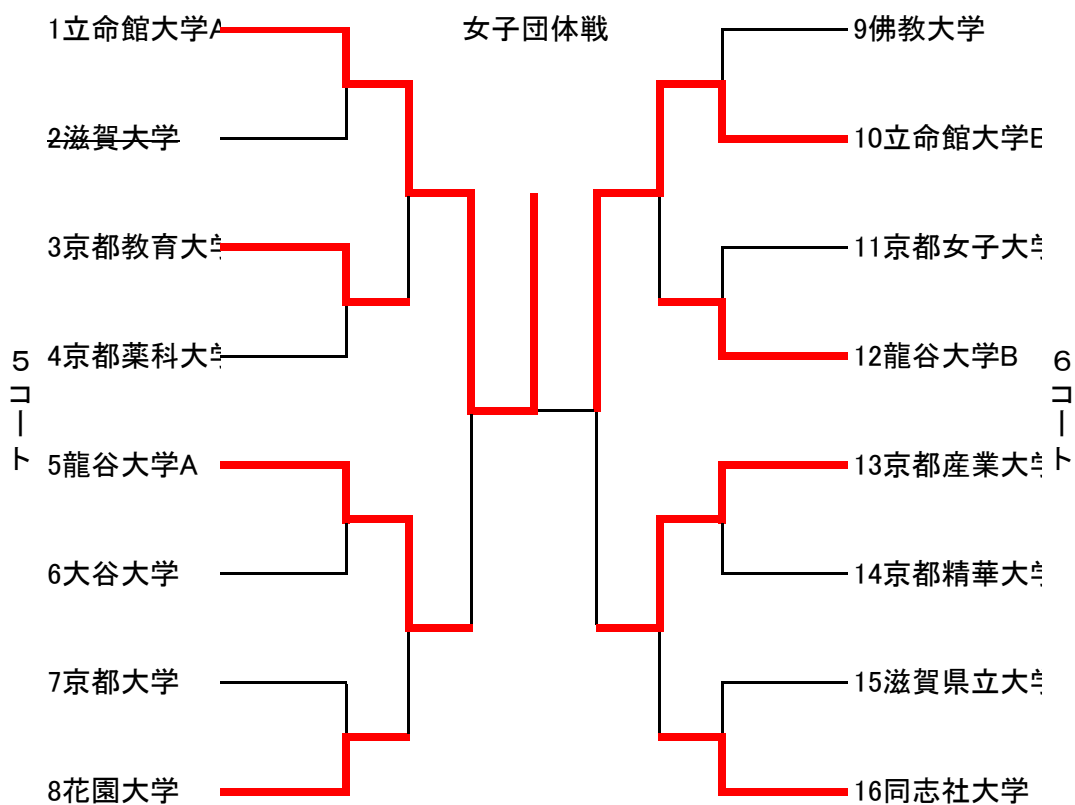 女子団体戦
1立命館大学A
2滋賀大学
3京都教育大学
4京都薬科大学
5龍谷大学A
6大谷大学
7京都大学
8花園大学
5コート
9佛教大学
10立命館大学B
11京都女子大学
12龍谷大学B
13京都産業大学
14京都精華大学
15滋賀県立大学
16同志社大学
6コート